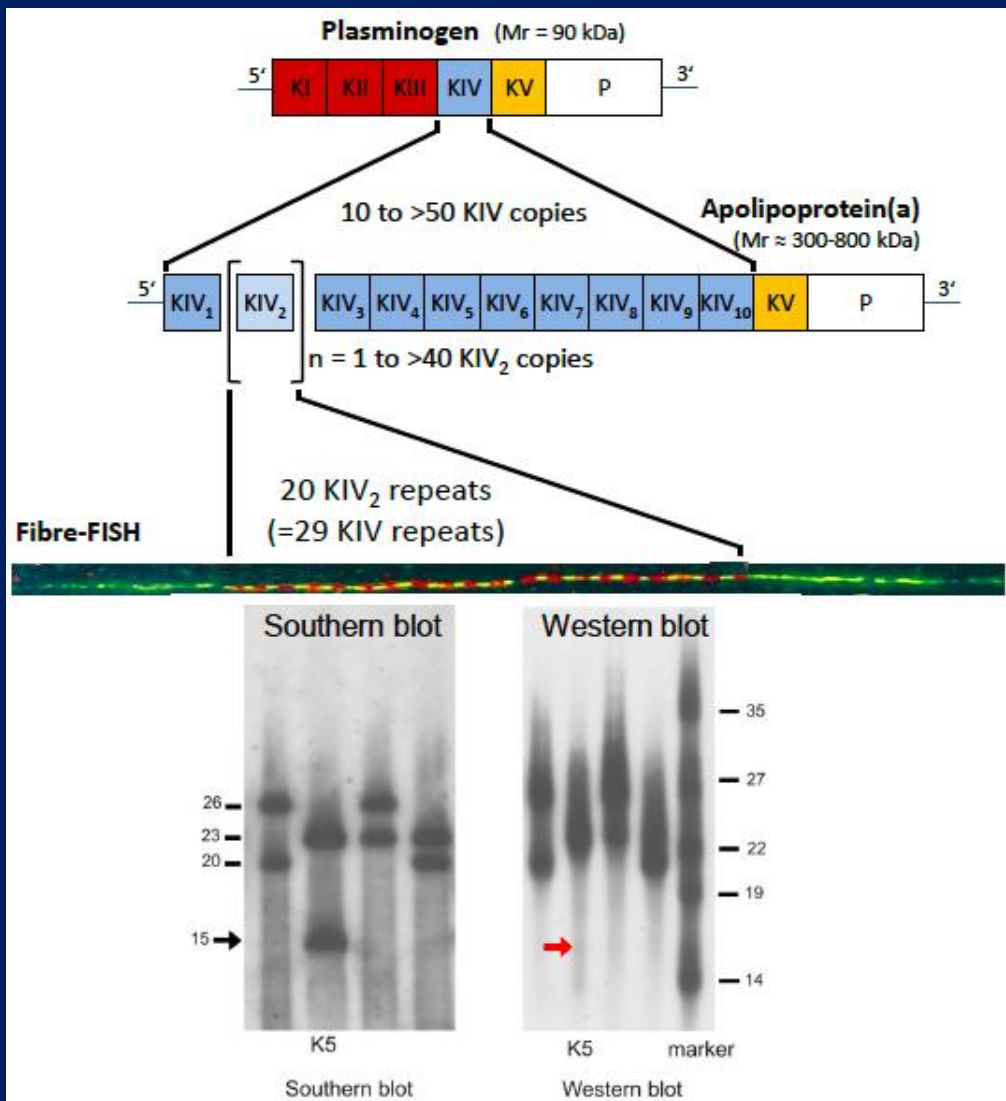 Plasminogen (Mr = 90 kDa)
5‘ KI KII KIII KIV KV P 3‘
10 to >50 KIV copies
Apolipoprotein(a)
(Mr ≈ 300-800 kDa)
5‘ KIV1 KIV2 KIV3 KIV4 KIV5 KIV6 KIV7 KIV8 KIV9 KIV10 KV P 3‘
n = 1 to >40 KIV2 copies
20 KIV2 repeats
(=29 KIV repeats)
Fibre-FISH
Southern blot
26
23
20
15
K5
Southern blot
Western blot
35
27
22
19
14
K5 marker
Western blot